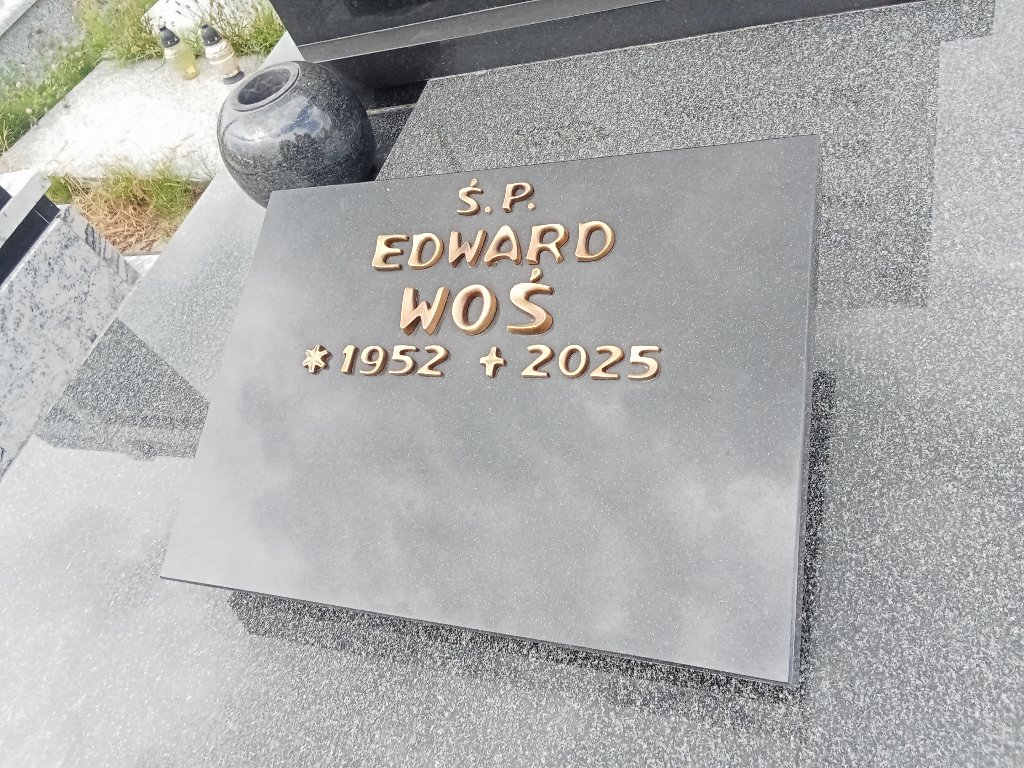 Ś. P.
EDWARD
WOŚ
* 1952 + 2025